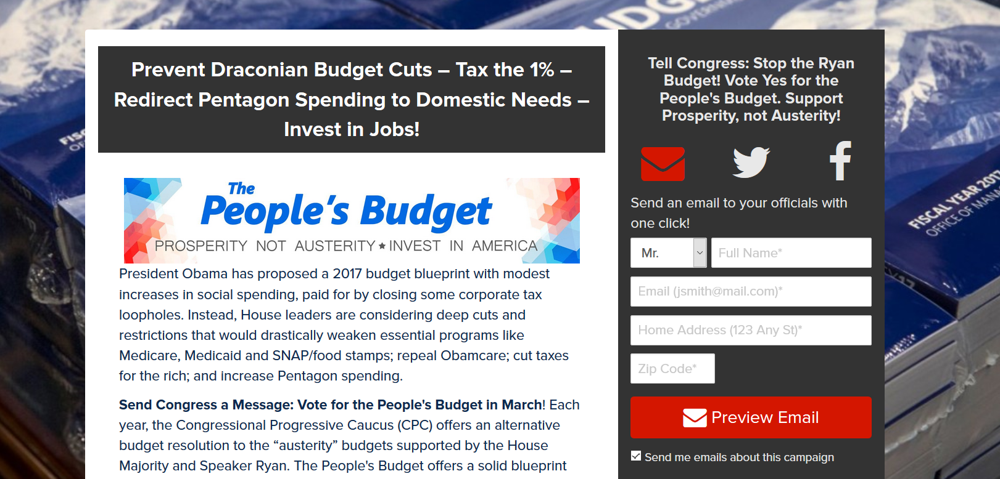 Prevent Draconian Budget Cuts – Tax the 1% –
Redirect Pentagon Spending to Domestic Needs –
Invest in Jobs!
The
People's Budget
PROSPERITY NOT AUSTERITY ★ INVEST IN AMERICA
President Obama has proposed a 2017 budget blueprint with modest
increases in social spending, paid for by closing some corporate tax
loopholes. Instead, House leaders are considering deep cuts and
restrictions that would drastically weaken essential programs like
Medicare, Medicaid and SNAP/food stamps; repeal Obamcare; cut taxes
for the rich; and increase Pentagon spending.
Send Congress a Message: Vote for the People's Budget in March! Each
year, the Congressional Progressive Caucus (CPC) offers an alternative
budget resolution to the “austerity” budgets supported by the House
Majority and Speaker Ryan. The People's Budget offers a solid blueprint
Tell Congress: Stop the Ryan
Budget! Vote Yes for the
People's Budget. Support
Prosperity, not Austerity!
Send an email to your officials with
one click!
Mr.
Full Name*
Email (jsmith@mail.com)*
Home Address (123 Any St)*
Zip Code*
Preview Email
Send me emails about this campaign
FISCAL YEAR 2017